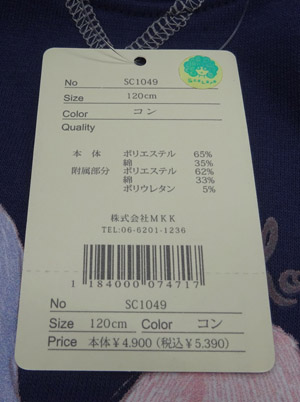 No SC1049
Size 120cm
Color コン
Quality
本体 ポリエステル 65%
綿 35%
附属部分 ポリエステル 62%
綿 33%
ポリウレタン 5%
株式会社MKK
TEL:06-6201-1236
1 184000 074717
No SC1049
Size 120cm Color コン
Price 本体¥4.900(税込¥5.390)